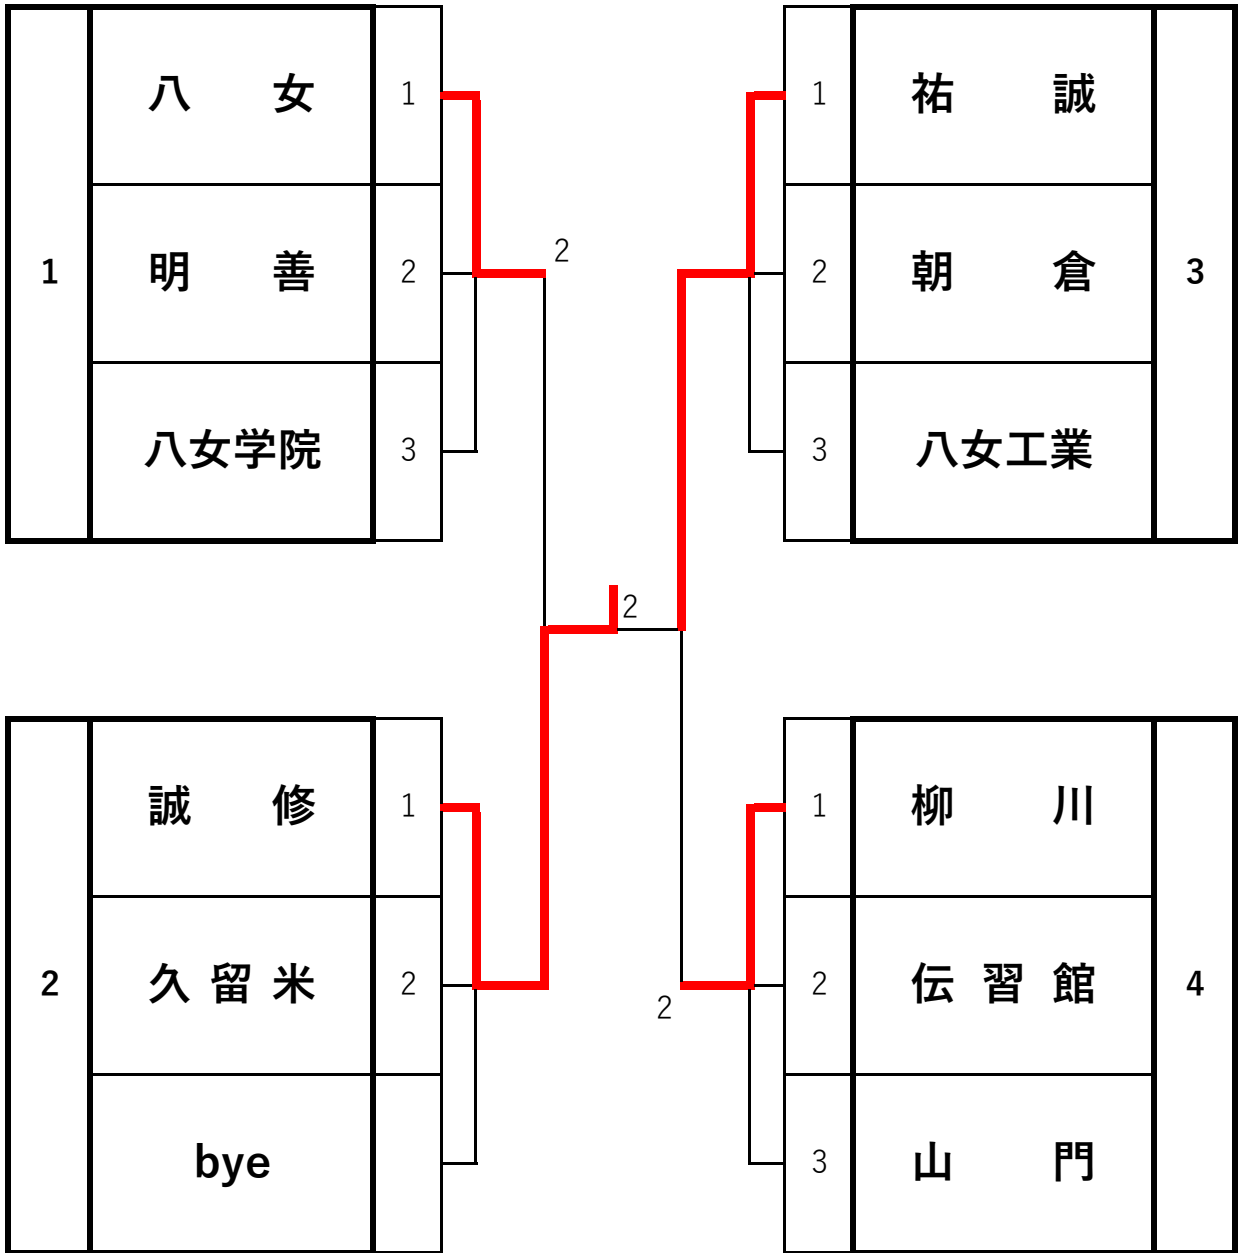 1
八女 1
明善 2
八女学院 3
2
1 祐誠
2 朝倉
3 八女工業
3
2
2
誠修 1
久留米 2
bye
2
1 柳川
2 伝習館
3 山門
4